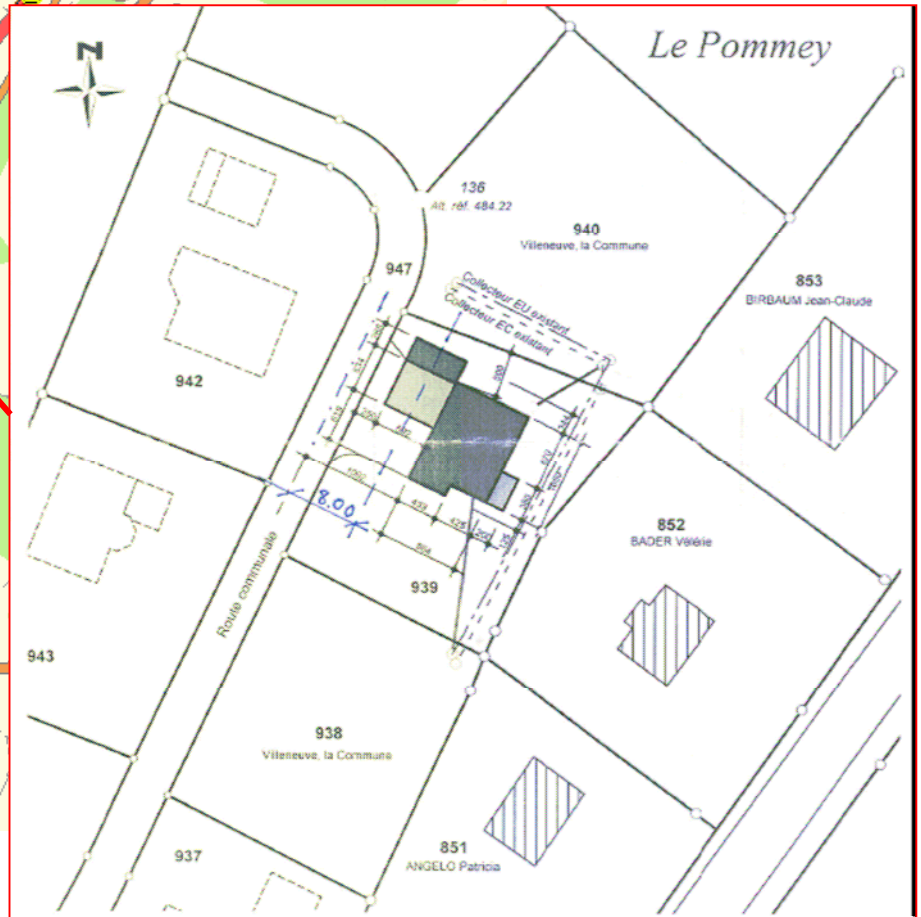 Le Pommey
N
136
Alt. réf. 484.22
940
Villeneuve, la Commune
947
853
BIRBAUM Jean-Claude
Collecteur EU existant
Collecteur EC existant
942
8.00
852
BADER Valérie
939
Route communale
943
938
Villeneuve, la Commune
937
851
ANGELO Patricia